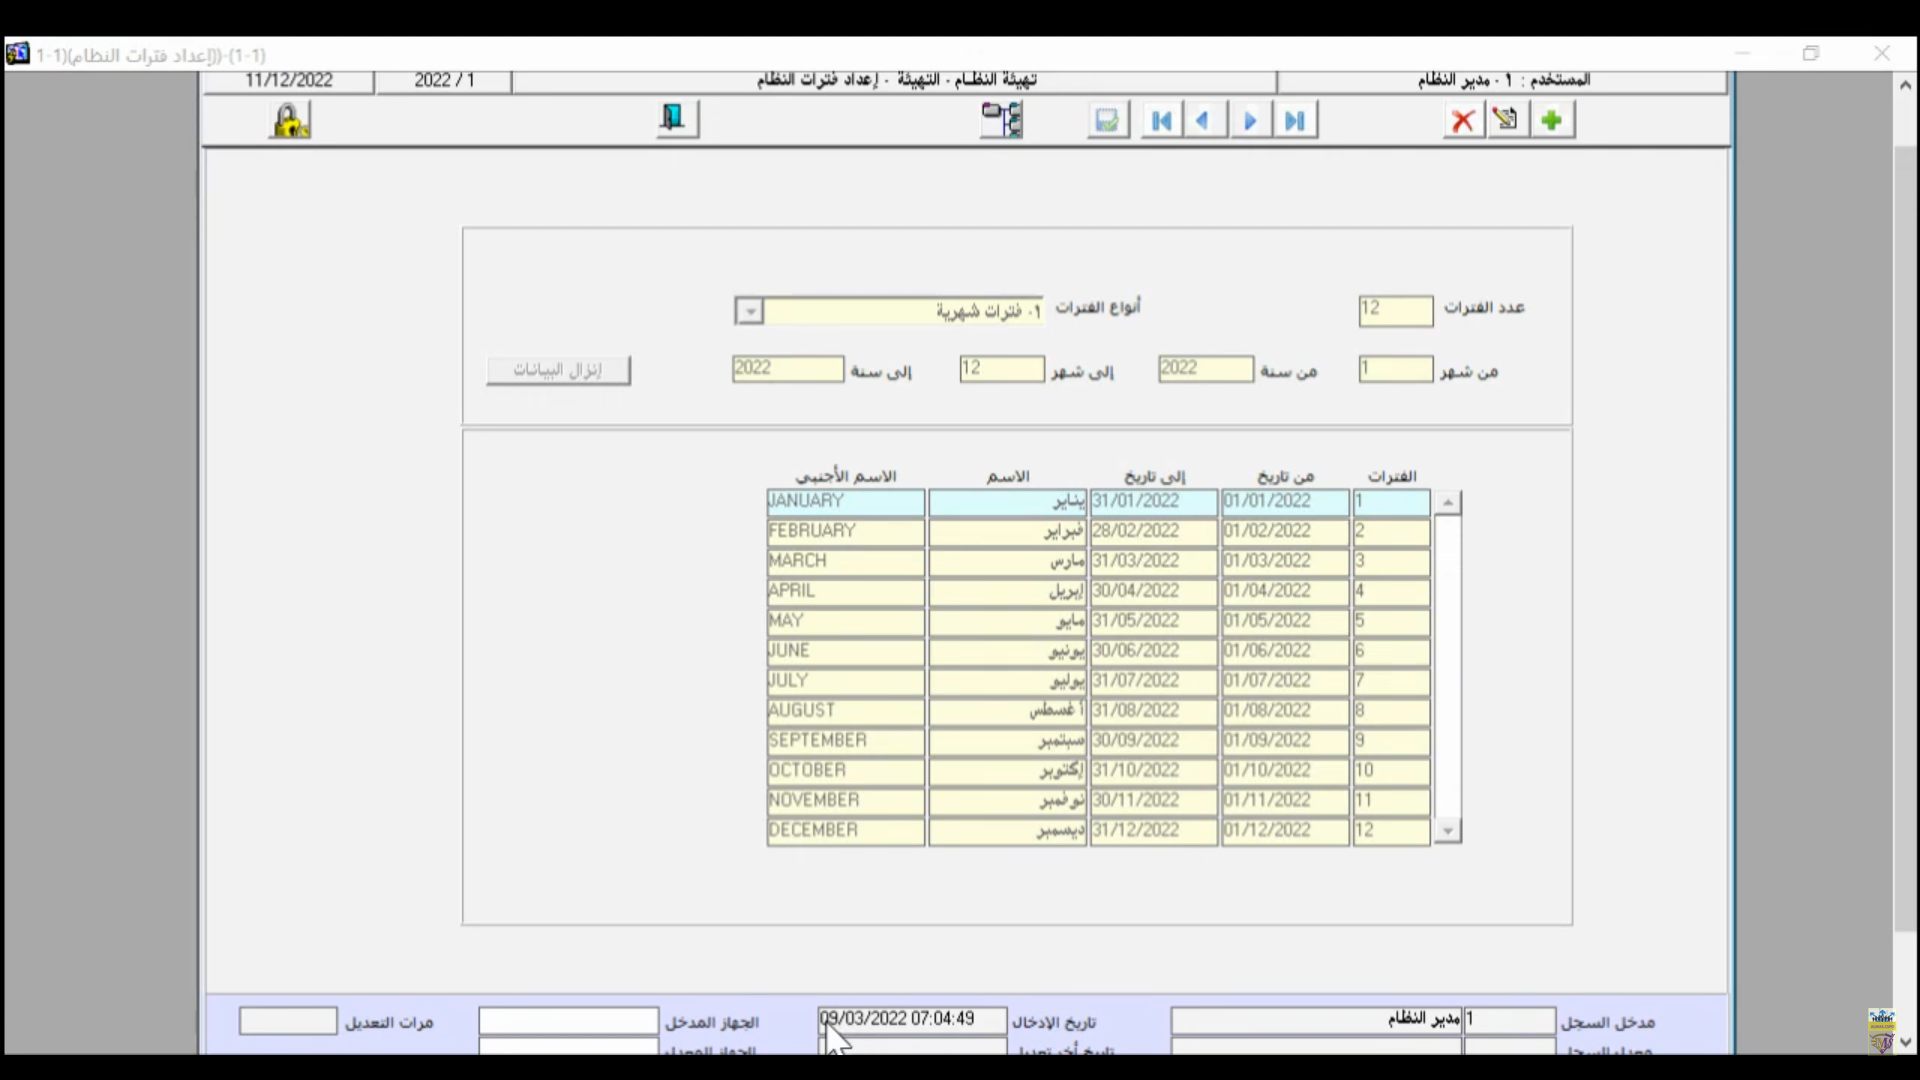 1-1)(إعداد فترات النظام))-(1-1)
المستخدم : ١ - مدير النظام
تهيئة النظـام - التهيئة - إعداد فترات النظام
2022 / 1
11/12/2022
عدد الفترات 12
أنواع الفترات ١- فترات شهرية
من شهر 1 من سنة 2022 إلى شهر 12 إلى سنة 2022 إنزال البيانات
الفترات من تاريخ إلى تاريخ الاسم الاسم الأجنبي
1 01/01/2022 31/01/2022 يناير JANUARY
2 01/02/2022 28/02/2022 فبراير FEBRUARY
3 01/03/2022 31/03/2022 مارس MARCH
4 01/04/2022 30/04/2022 إبريل APRIL
5 01/05/2022 31/05/2022 مايو MAY
6 01/06/2022 30/06/2022 يونيو JUNE
7 01/07/2022 31/07/2022 يوليو JULY
8 01/08/2022 31/08/2022 أغسطس AUGUST
9 01/09/2022 30/09/2022 سبتمبر SEPTEMBER
10 01/10/2022 31/10/2022 إكتوبر OCTOBER
11 01/11/2022 30/11/2022 نوفمبر NOVEMBER
12 01/12/2022 31/12/2022 ديسمبر DECEMBER
مدخل السجل 1 مدير النظام تاريخ الإدخال 09/03/2022 07:04:49 الجهاز المدخل مرات التعديل
معدل السجل تاريخ أخر تعديل الجهاز المعدل